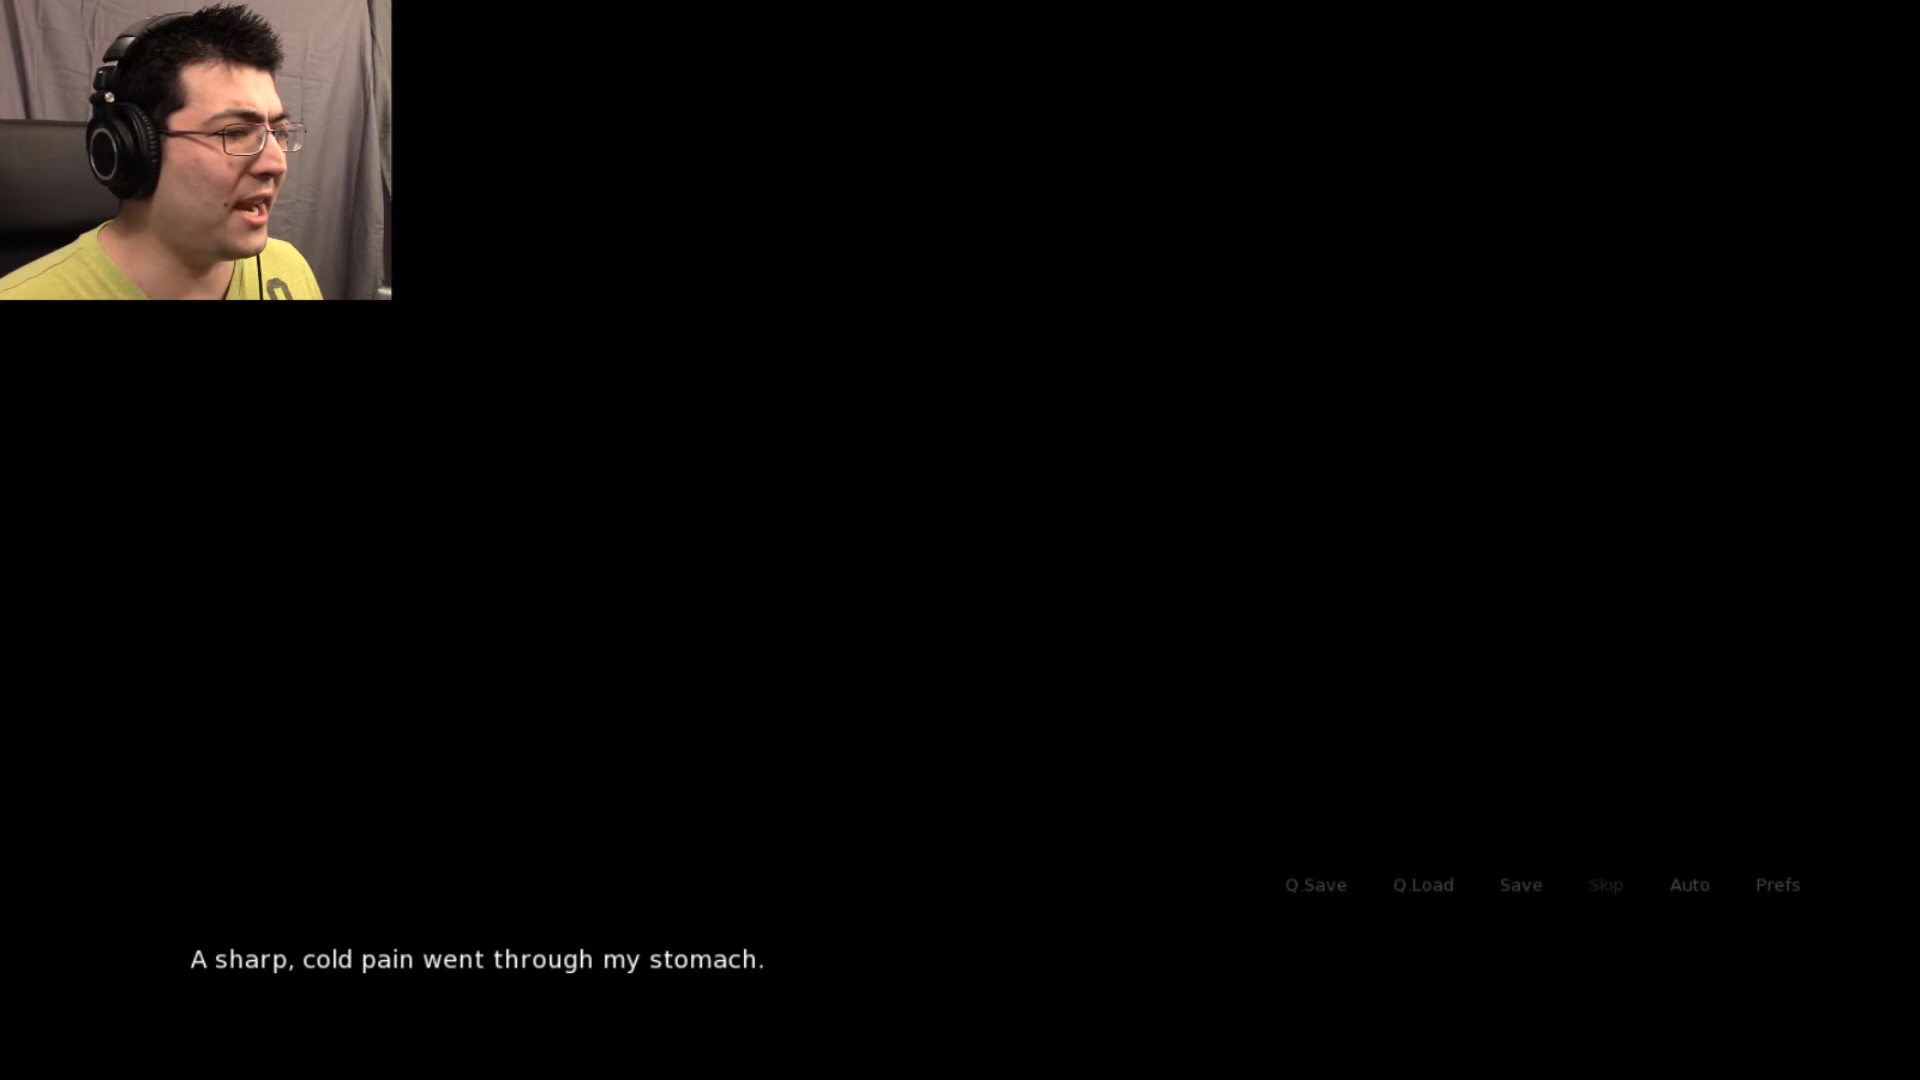 Q.Save Q.Load Save Skip Auto Prefs
A sharp, cold pain went through my stomach.